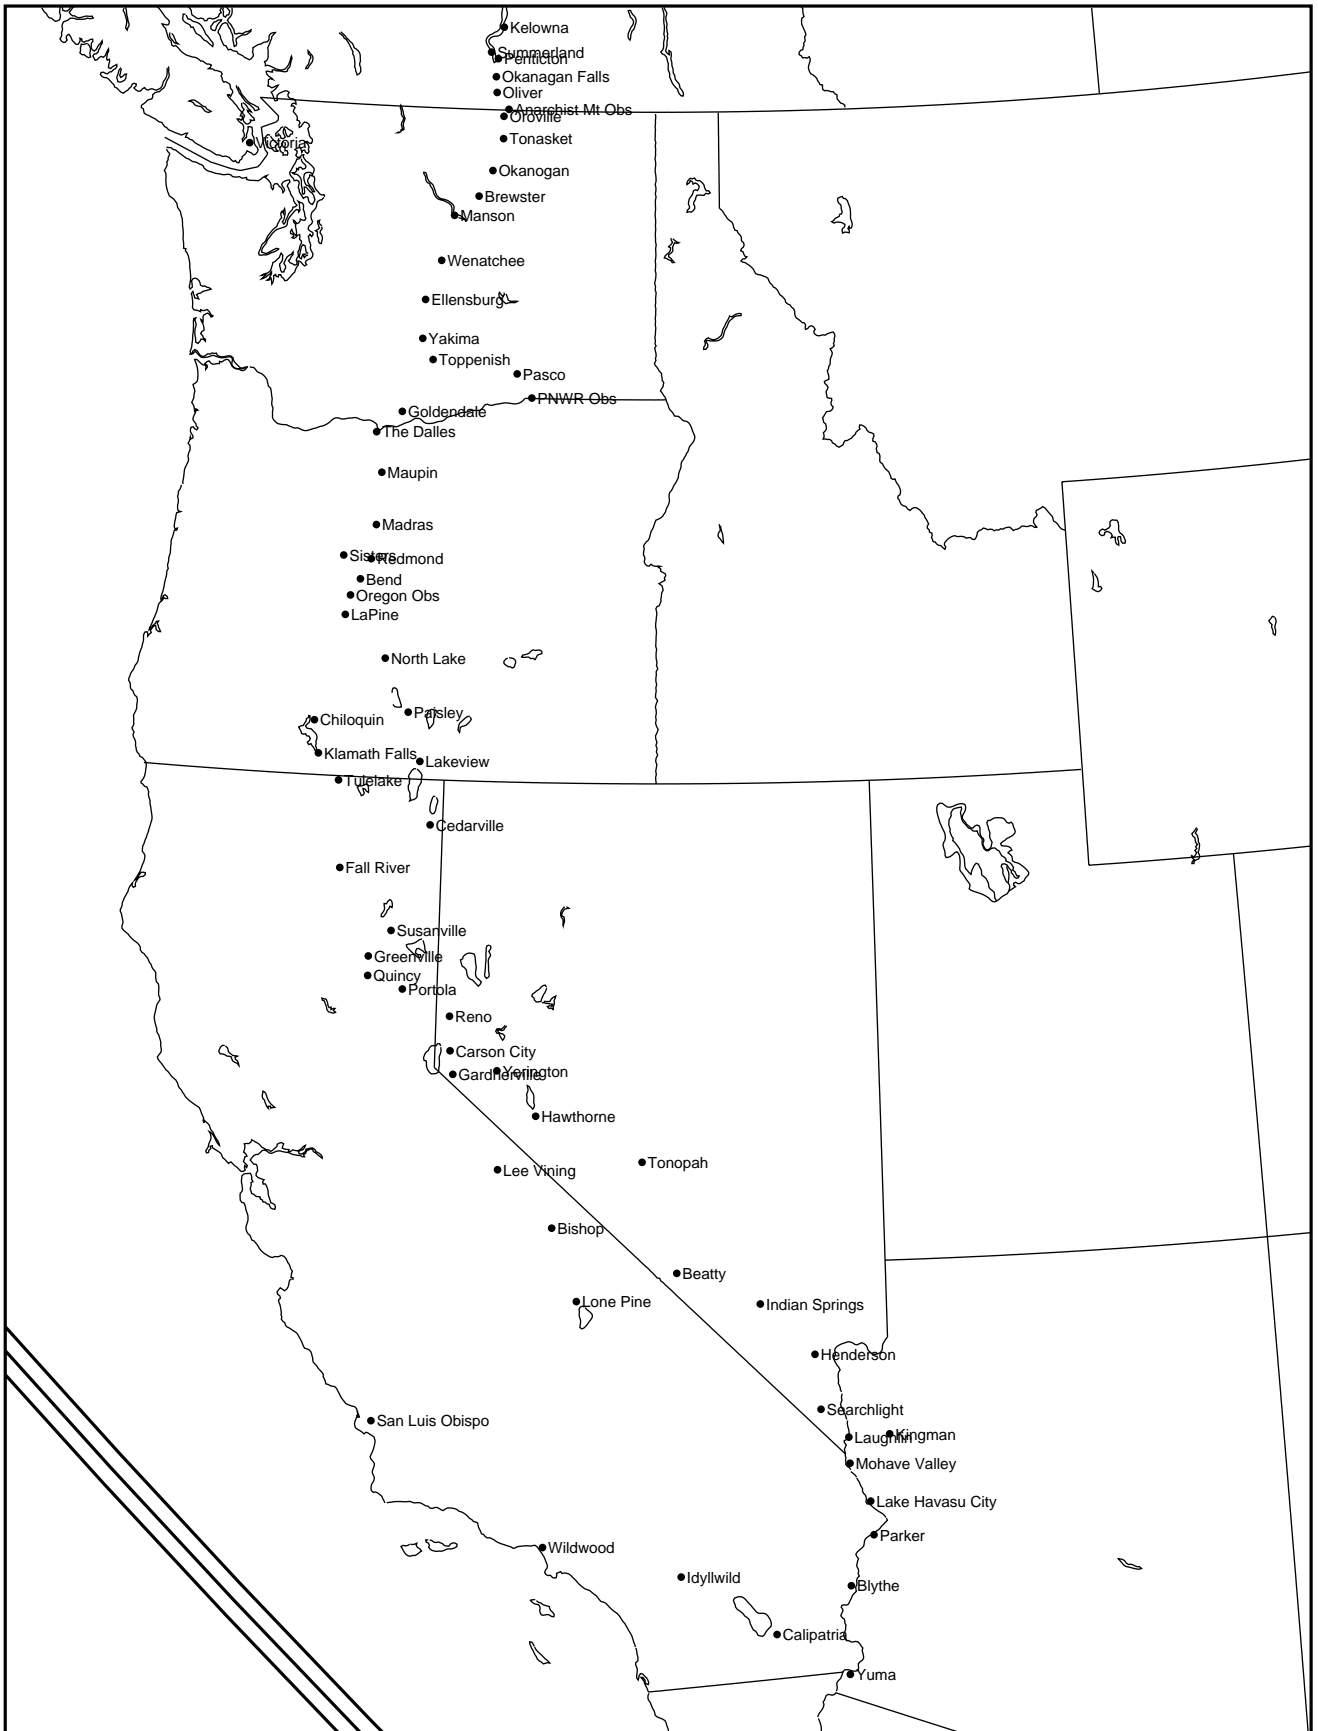 Kelowna
Summerland
Penticton
Okanagan Falls
Oliver
Anarchist Mt Obs
Oroville
Tonasket
Victoria
Okanogan
Brewster
Manson
Wenatchee
Ellensburg
Yakima
Toppenish
Pasco
PNWR Obs
Goldendale
The Dalles
Maupin
Madras
Sisters
Redmond
Bend
Oregon Obs
LaPine
North Lake
Paisley
Chiloquin
Klamath Falls
Lakeview
Tulelake
Cedarville
Fall River
Susanville
Greenville
Quincy
Portola
Reno
Carson City
Yerington
Gardnerville
Hawthorne
Tonopah
Lee Vining
Bishop
Beatty
Lone Pine
Indian Springs
Henderson
Searchlight
San Luis Obispo
Kingman
Laughlin
Mohave Valley
Lake Havasu City
Parker
Wildwood
Idyllwild
Blythe
Calipatria
Yuma